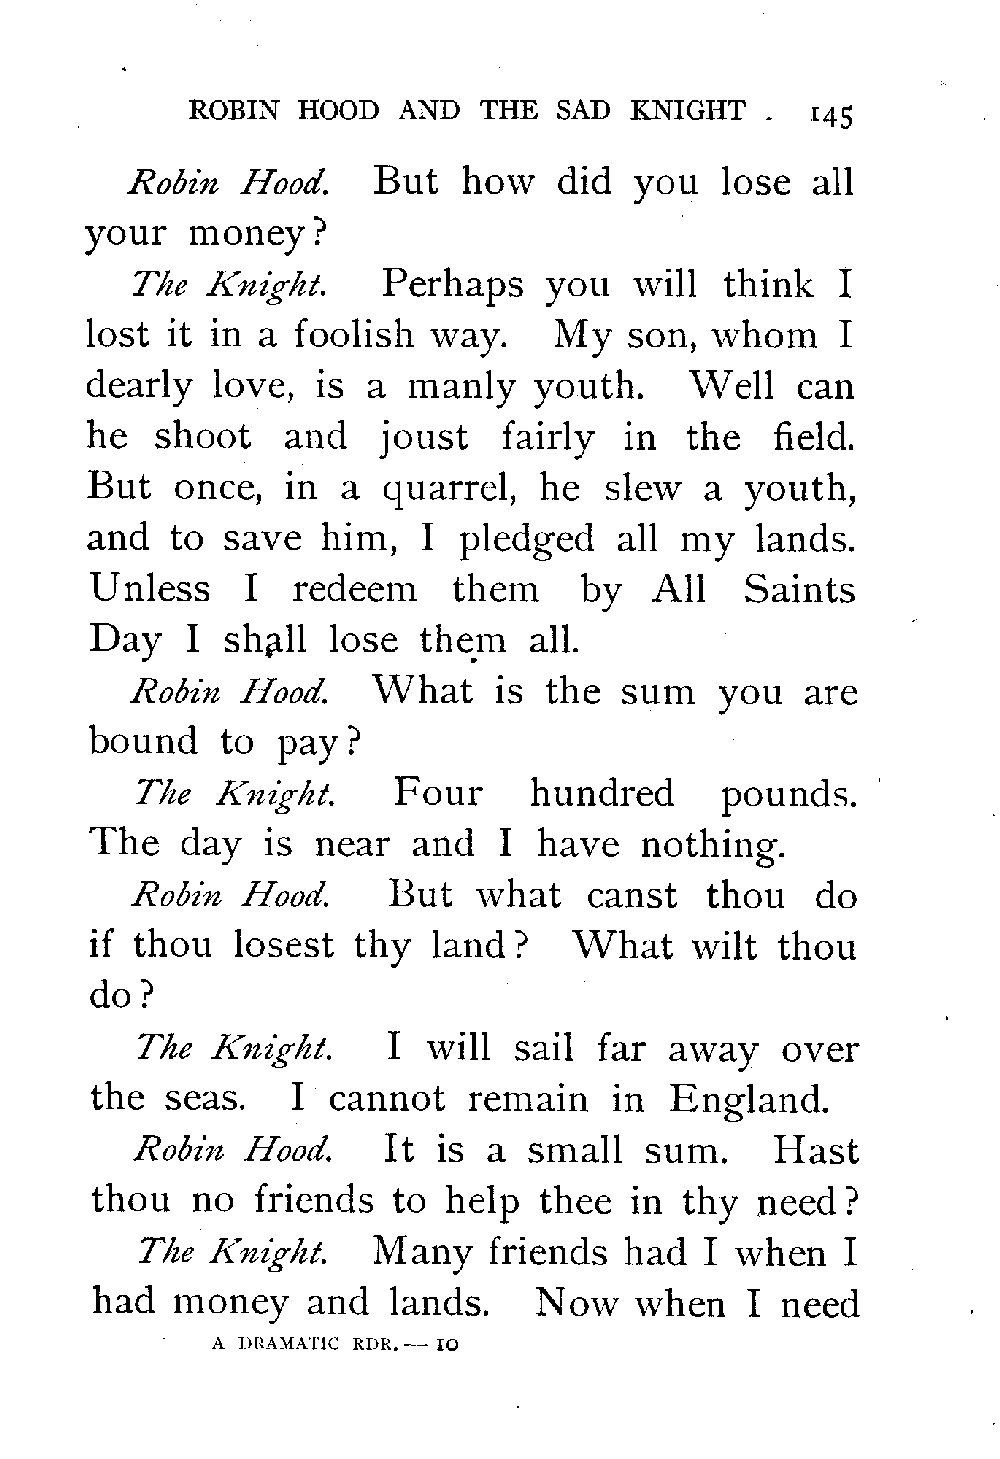 ROBIN HOOD AND THE SAD KNIGHT . 145
Robin Hood. But how did you lose all
your money?
The Knight. Perhaps you will think I
lost it in a foolish way. My son, whom I
dearly love, is a manly youth. Well can
he shoot and joust fairly in the field.
But once, in a quarrel, he slew a youth,
and to save him, I pledged all my lands.
Unless I redeem them by All Saints
Day I shall lose them all.
Robin Hood. What is the sum you are
bound to pay?
The Knight. Four hundred pounds.
The day is near and I have nothing.
Robin Hood. But what canst thou do
if thou losest thy land? What wilt thou
do?
The Knight. I will sail far away over
the seas. I cannot remain in England.
Robin Hood. It is a small sum. Hast
thou no friends to help thee in thy need?
The Knight. Many friends had I when I
had money and lands. Now when I need
A DRAMATIC RDR.—10